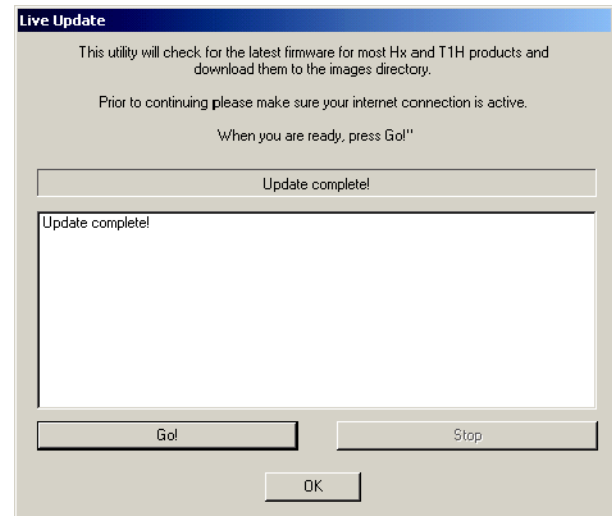 Live Update
This utility will check for the latest firmware for most Hx and T1H products and
download them to the images directory.
Prior to continuing please make sure your internet connection is active.
When you are ready, press Go!"
Update complete!
Update complete!
Go!
Stop
OK